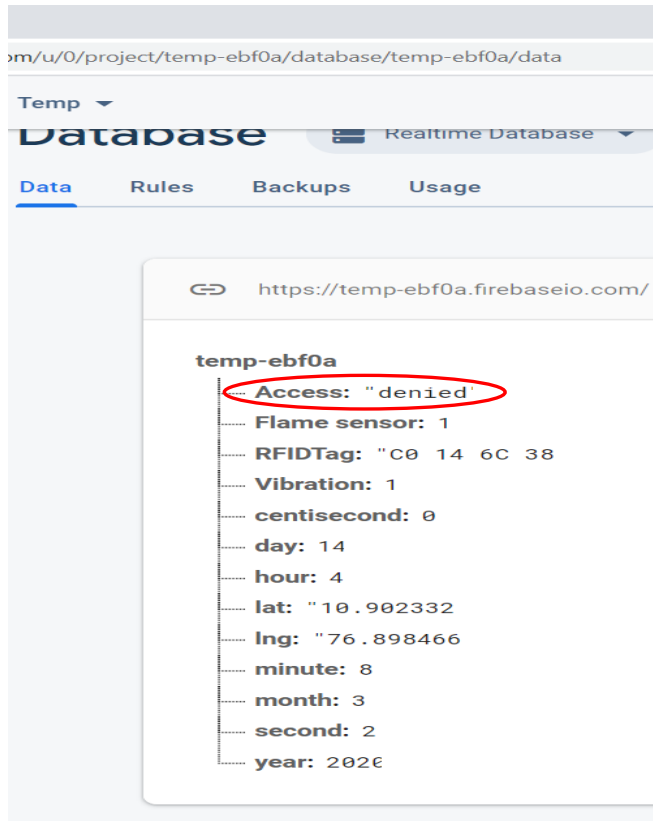 om/u/0/project/temp-ebf0a/database/temp-ebf0a/data
Temp
Database Realtime Database
Data Rules Backups Usage
https://temp-ebf0a.firebaseio.com/
temp-ebf0a
Access: "denied"
Flame sensor: 1
RFIDTag: "C0 14 6C 38
Vibration: 1
centisecond: 0
day: 14
hour: 4
lat: "10.902332
lng: "76.898466
minute: 8
month: 3
second: 2
year: 2020